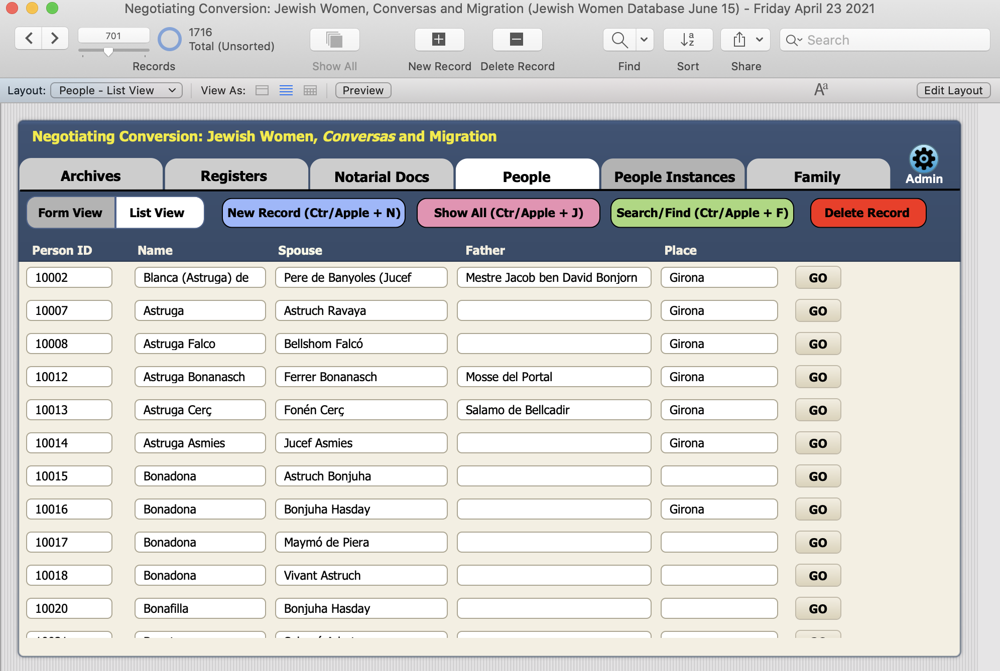 Negotiating Conversion: Jewish Women, Conversas and Migration (Jewish Women Database June 15) - Friday April 23 2021
701
1716
Total (Unsorted)
Records
Show All
New Record
Delete Record
Find
Sort
Share
Search
Layout: People - List View View As: Preview Aa Edit Layout
Negotiating Conversion: Jewish Women, Conversas and Migration
Archives Registers Notarial Docs People People Instances Family Admin
Form View List View New Record (Ctr/Apple + N) Show All (Ctr/Apple + J) Search/Find (Ctr/Apple + F) Delete Record
Person ID Name Spouse Father Place
10002 Blanca (Astruga) de Pere de Banyoles (Jucef Mestre Jacob ben David Bonjorn Girona GO
10007 Astruga Astruch Ravaya Girona GO
10008 Astruga Falco Bellshom Falcó Girona GO
10012 Astruga Bonanasch Ferrer Bonanasch Mosse del Portal Girona GO
10013 Astruga Cerç Fonén Cerç Salamo de Bellcadir Girona GO
10014 Astruga Asmies Jucef Asmies Girona GO
10015 Bonadona Astruch Bonjuha GO
10016 Bonadona Bonjuha Hasday Girona GO
10017 Bonadona Maymó de Piera GO
10018 Bonadona Vivant Astruch GO
10020 Bonafilla Bonjuha Hasday GO